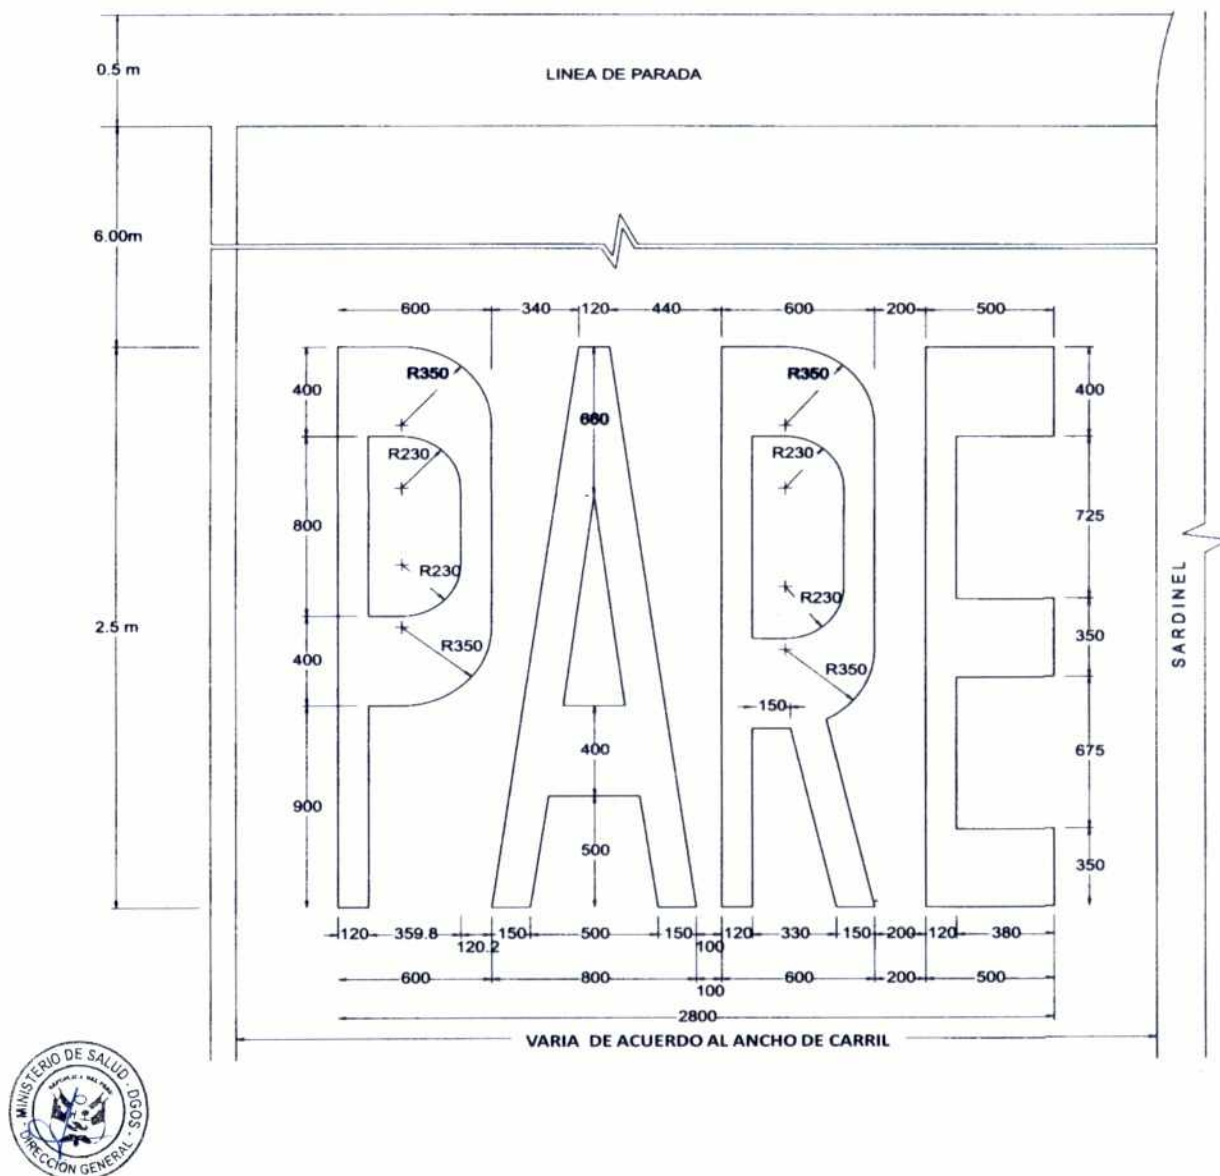 0.5 m
LINEA DE PARADA
6.00m
600 340 120 440 600 200 500
R350 R350
400 400
660
R230 R230
800 725
R230 R230
2.5 m
SARDINEL
R350 R350
400 350
150
400 675
900
500 350
120 359.8 120.2 150 500 150 100 120 330 150 200 120 380
600 800 100 600 200 500
2800
VARIA DE ACUERDO AL ANCHO DE CARRIL
PARE
MINISTERIO DE SALUD - DGOS - DIRECCIÓN GENERAL